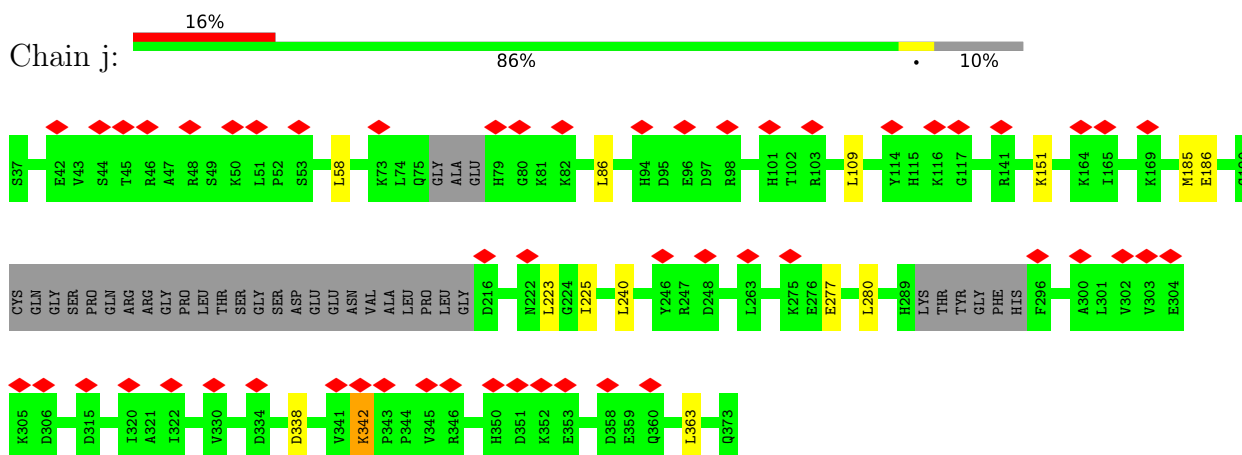 16%
Chain j:
86% • 10%
S37 E42 V43 S44 T45 R46 A47 R48 S49 K50 L51 P52 S53 L58 K73 L74 Q75 GLY ALA GLU H79 G80 K81 K82 L86 H94 D95 E96 D97 R98 H101 T102 R103 L109 Y114 H115 K116 G117 R141 K151 K164 I165 K169 M185 E186
CYS GLN GLY SER PRO GLN ARG ARG GLY PRO LEU THR SER GLY SER ASP GLU GLU ASN VAL ALA LEU PRO LEU GLY D216 N222 L223 G224 I225 L240 Y246 R247 D248 L263 K275 E276 E277 L280 H289 LYS THR TYR GLY PHE HIS F296 A300 L301 V302 V303 E304
K305 D306 D315 I320 A321 I322 V330 D334 D338 V341 K342 P343 P344 V345 R346 H350 D351 K352 E353 D358 E359 Q360 L363 Q373